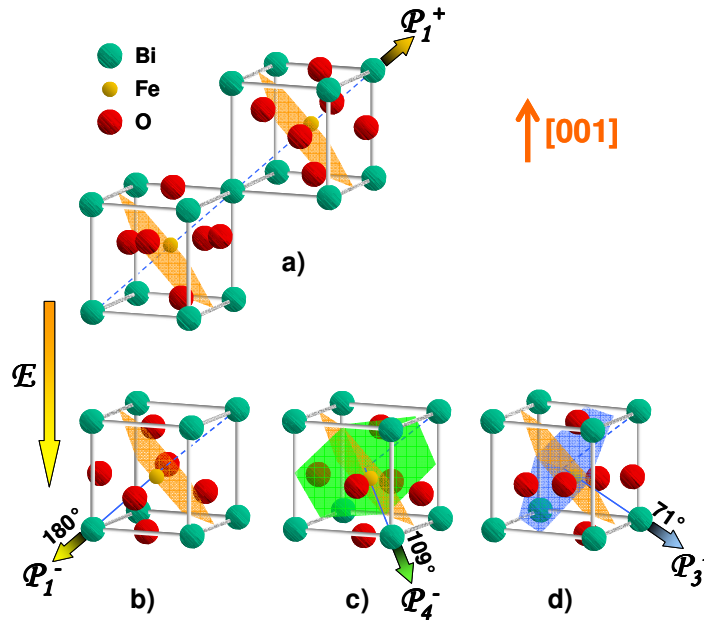 P₁⁺
Bi
Fe
O
[001]
a)
E
180°
109°
71°
P₁⁻
P₄⁻
P₃
b)
c)
d)